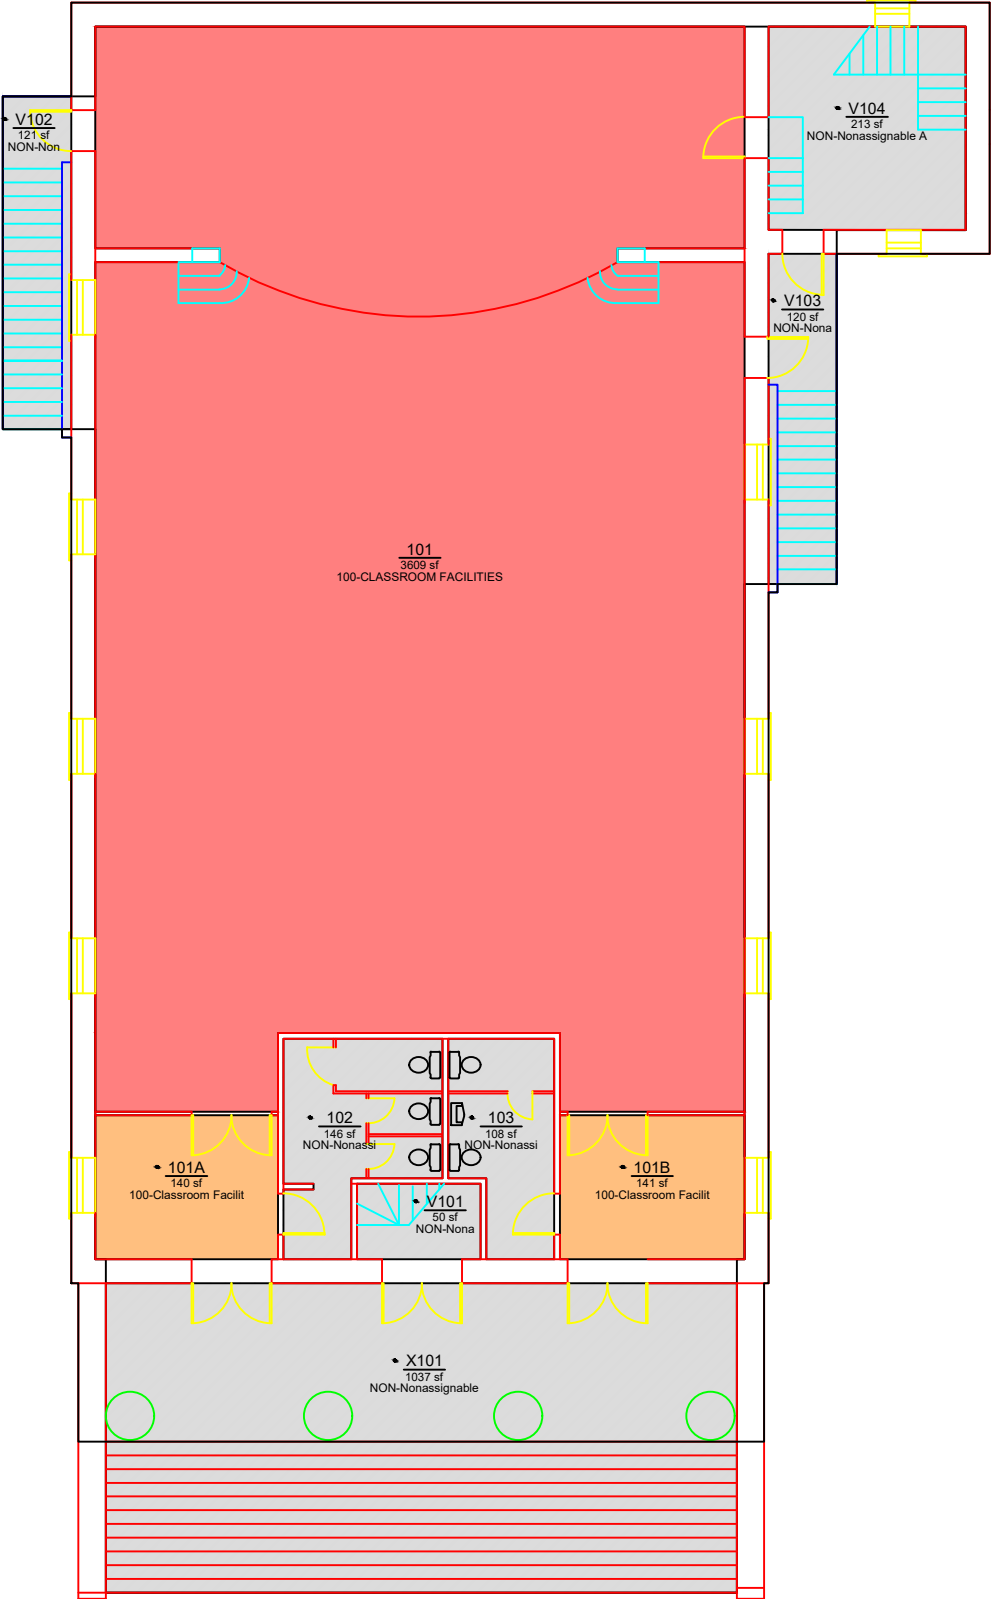 V102
121 sf
NON-Non
V104
213 sf
NON-Nonassignable A
V103
120 sf
NON-Nona
101
3609 sf
100-CLASSROOM FACILITIES
102
146 sf
NON-Nonassi
103
108 sf
NON-Nonassi
101A
140 sf
100-Classroom Facilit
V101
50 sf
NON-Nona
101B
141 sf
100-Classroom Facilit
X101
1037 sf
NON-Nonassignable